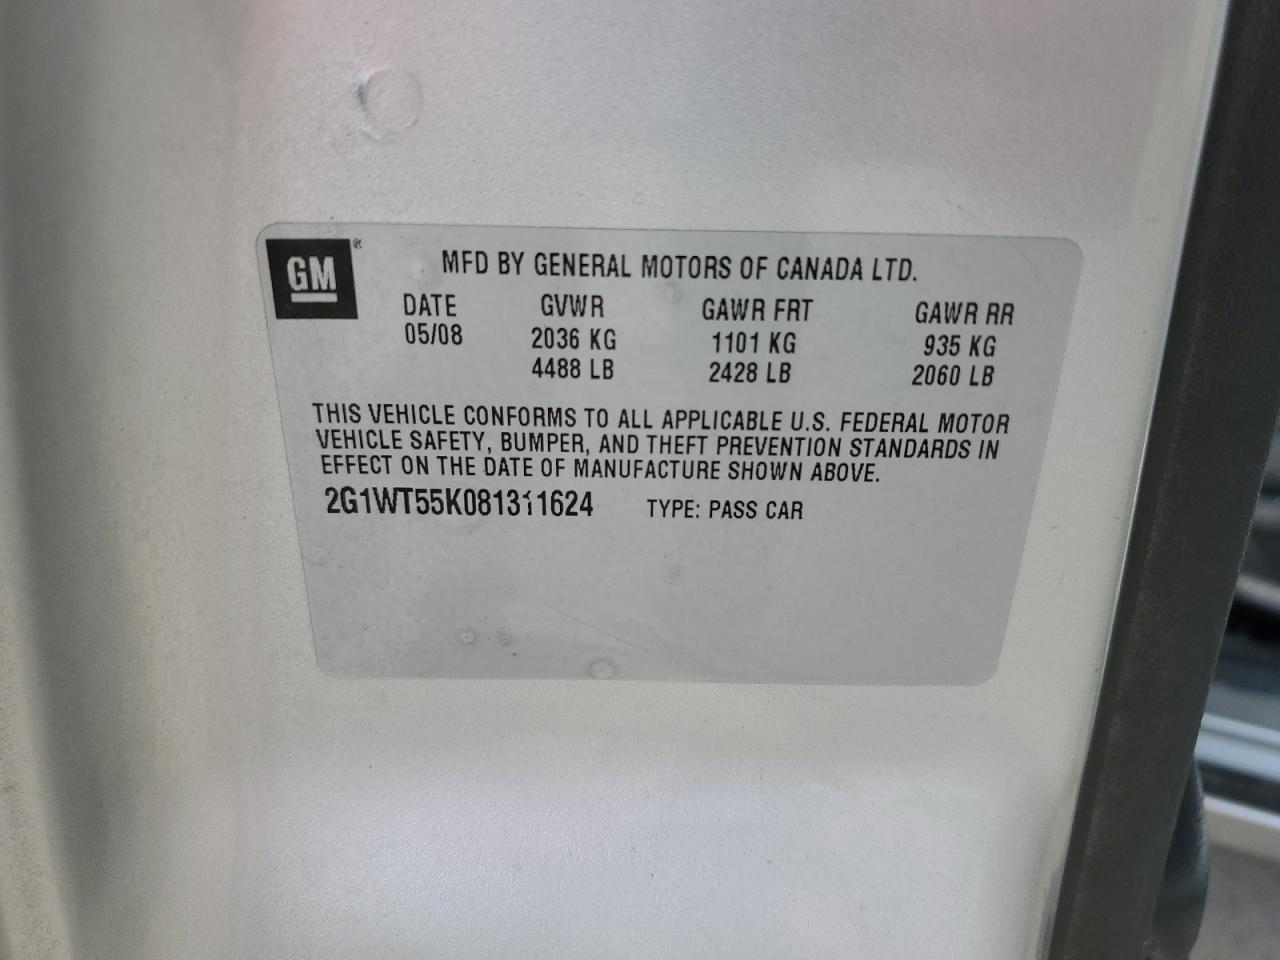 GM®
MFD BY GENERAL MOTORS OF CANADA LTD.
DATE GVWR GAWR FRT GAWR RR
05/08 2036 KG 1101 KG 935 KG
4488 LB 2428 LB 2060 LB
THIS VEHICLE CONFORMS TO ALL APPLICABLE U.S. FEDERAL MOTOR
VEHICLE SAFETY, BUMPER, AND THEFT PREVENTION STANDARDS IN
EFFECT ON THE DATE OF MANUFACTURE SHOWN ABOVE.
2G1WT55K081311624 TYPE: PASS CAR